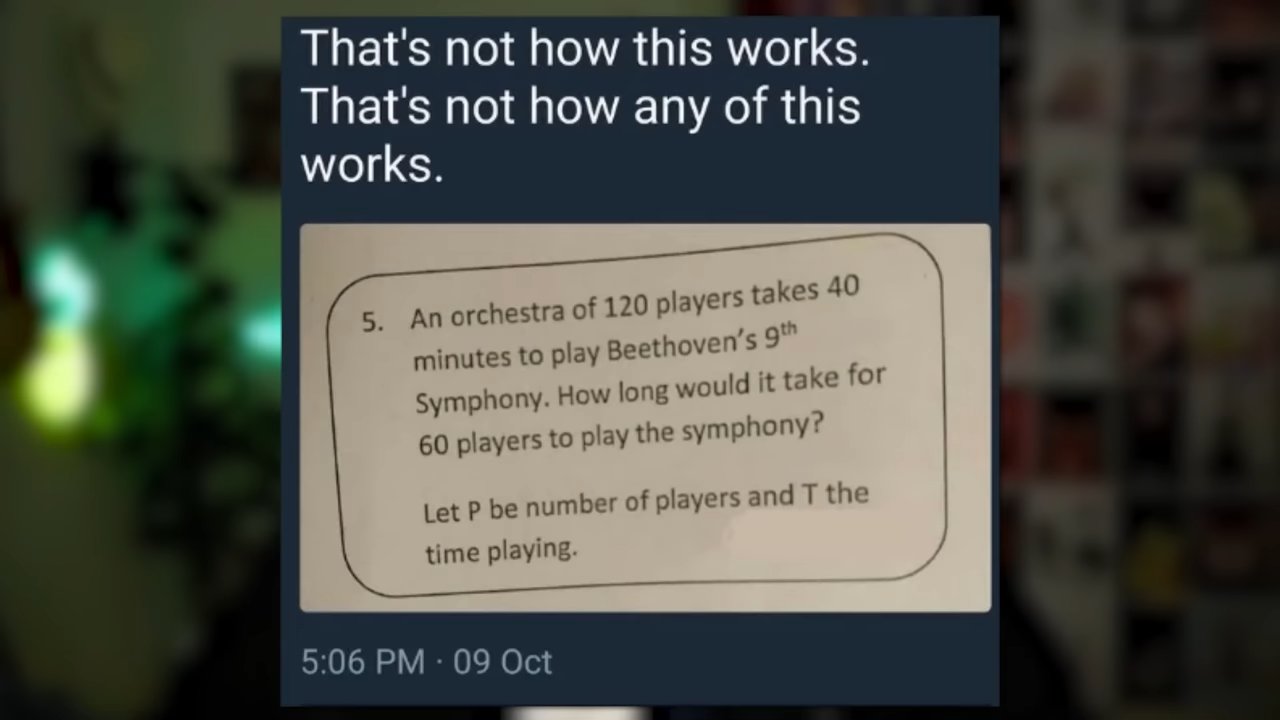 That's not how this works.
That's not how any of this
works.
5. An orchestra of 120 players takes 40
minutes to play Beethoven's 9th
Symphony. How long would it take for
60 players to play the symphony?
Let P be number of players and T the
time playing.
5:06 PM · 09 Oct